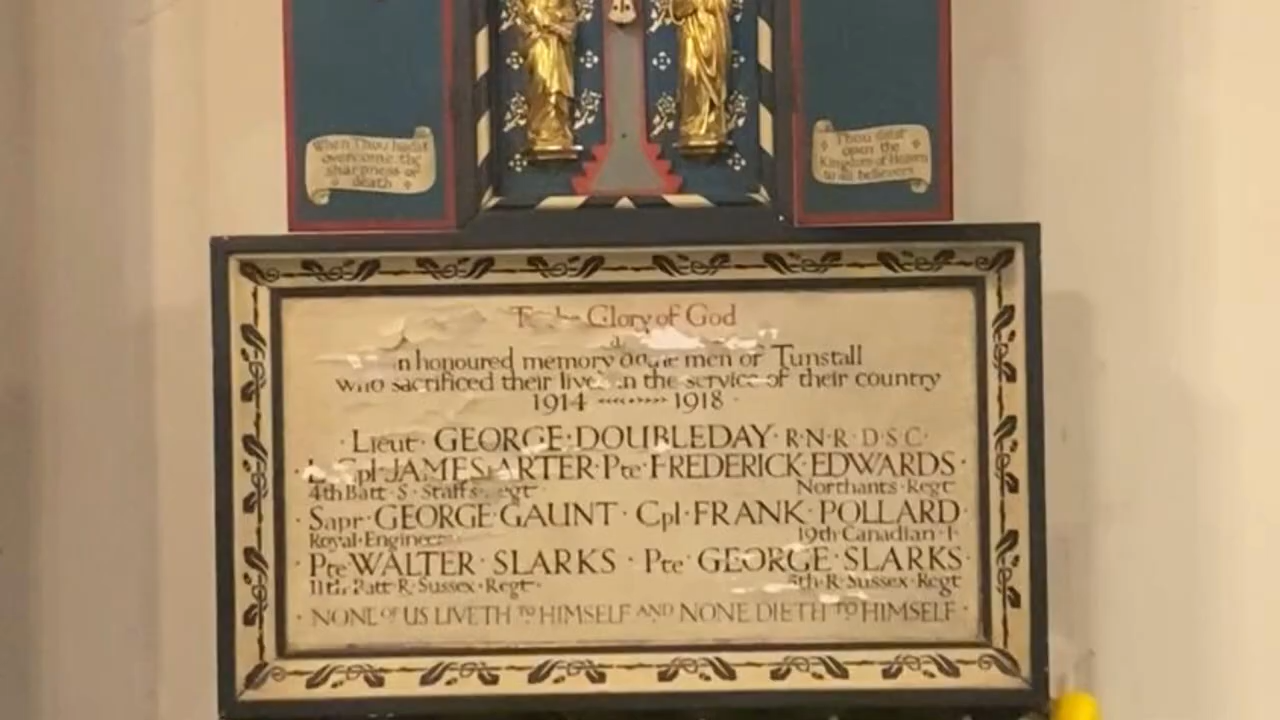 When Thou hadst
overcome the
sharpness of
death
Thou didst
open the
Kingdom of Heaven
to all believers
To the Glory of God
in honoured memory of the men of Tunstall
who sacrificed their lives in the service of their country
1914 1918
Lieut· GEORGE·DOUBLEDAY·R·N·R·D·S·C·
L· Cpl·JAMES·ARTER·Pte·FREDERICK·EDWARDS·
4th Batt·S·Staffs·Regt·
Northants·Regt·
·Sapr·GEORGE·GAUNT·Cpl·FRANK·POLLARD·
Royal·Engineers
19th·Canadian·I·
·Pte·WALTER·SLARKS·Pte·GEORGE·SLARKS·
11th·Batt·R·Sussex·Regt·
R·Sussex·Regt
·NONE OF US LIVETH TO HIMSELF AND NONE DIETH TO HIMSELF·